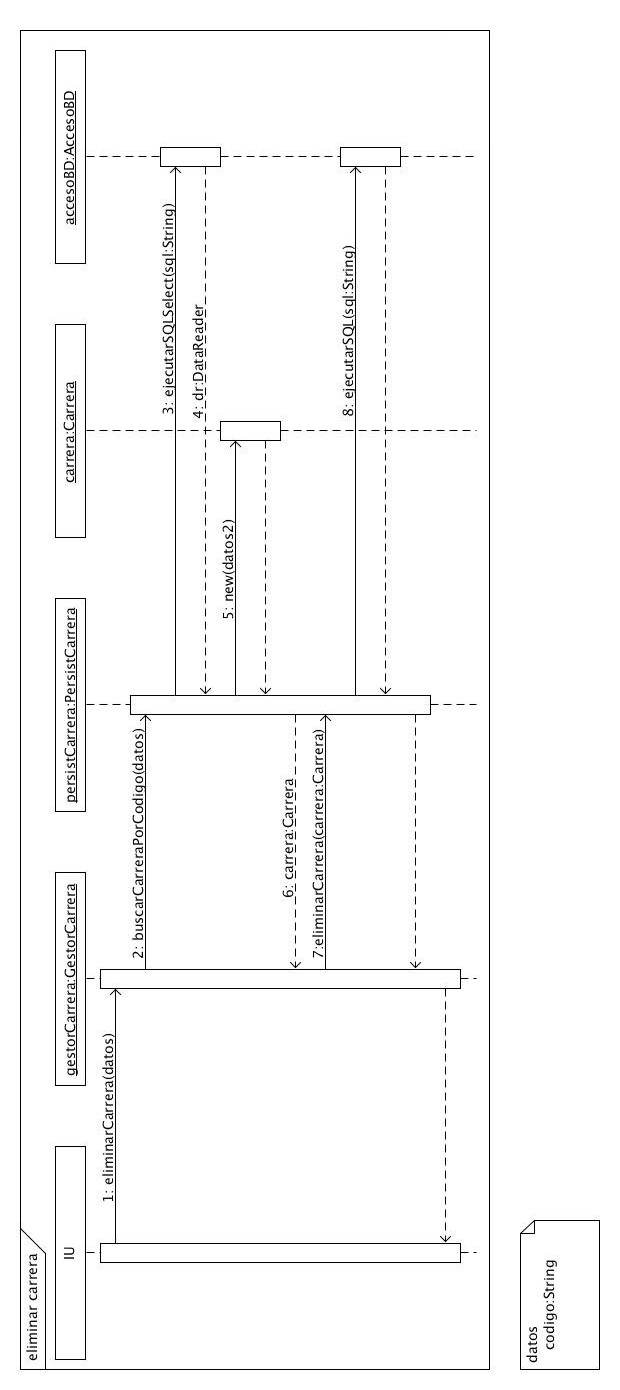 eliminar carrera
IU
gestorCarrera:GestorCarrera
persistCarrera:PersistCarrera
carrera:Carrera
accesoBD:AccesoBD
1: eliminarCarrera(datos)
2: buscarCarreraPorCodigo(datos)
3: ejecutarSQLSelect(sql:String)
4: dr:DataReader
5: new(datos2)
6: carrera:Carrera
7:eliminarCarrera(carrera:Carrera)
8: ejecutarSQL(sql:String)
datos
codigo:String